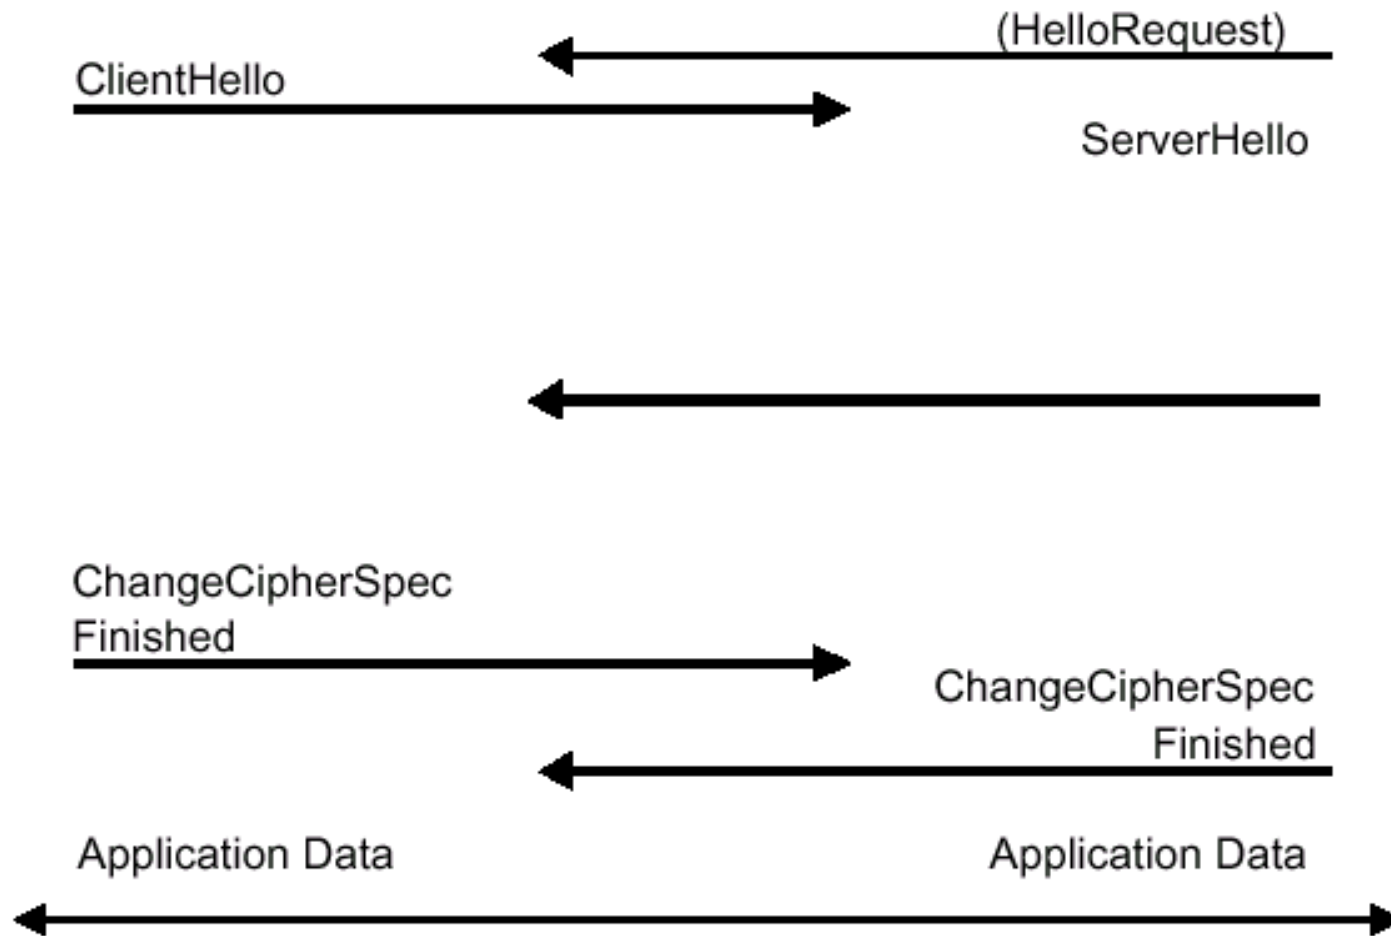 (HelloRequest)
ClientHello
ServerHello
ChangeCipherSpec
Finished
ChangeCipherSpec
Finished
Application Data
Application Data